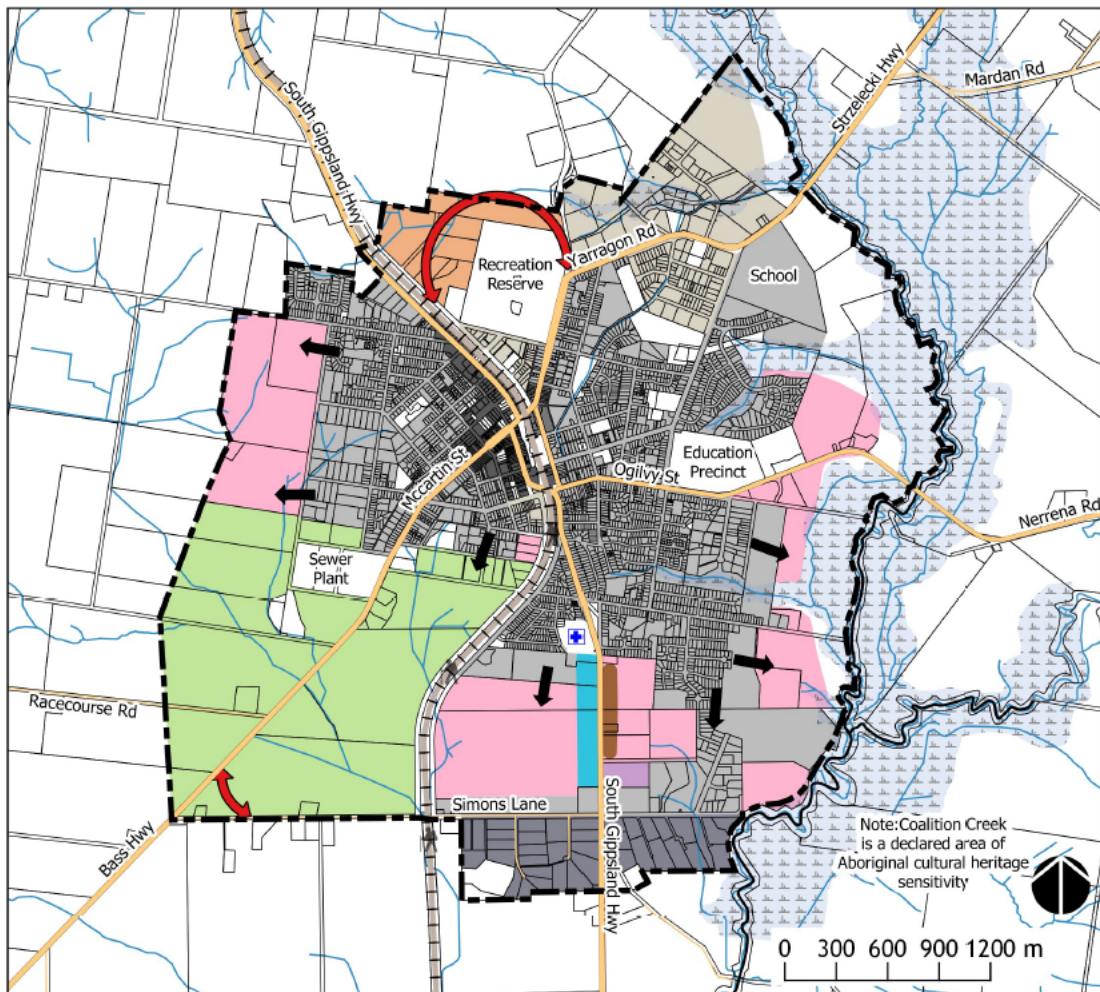 South Gippsland Hwy
Strzelecki Hwy
Mardan Rd
Yarragon Rd
Recreation
Reserve
School
Mccartin St
Ogilvy St
Education
Precinct
Nerrena Rd
Sewer
Plant
Racecourse Rd
Simons Lane
South Gippsland Hwy
Bass Hwy
Note:Coalition Creek
is a declared area of
Aboriginal cultural heritage
sensitivity
0 300 600 900 1200 m